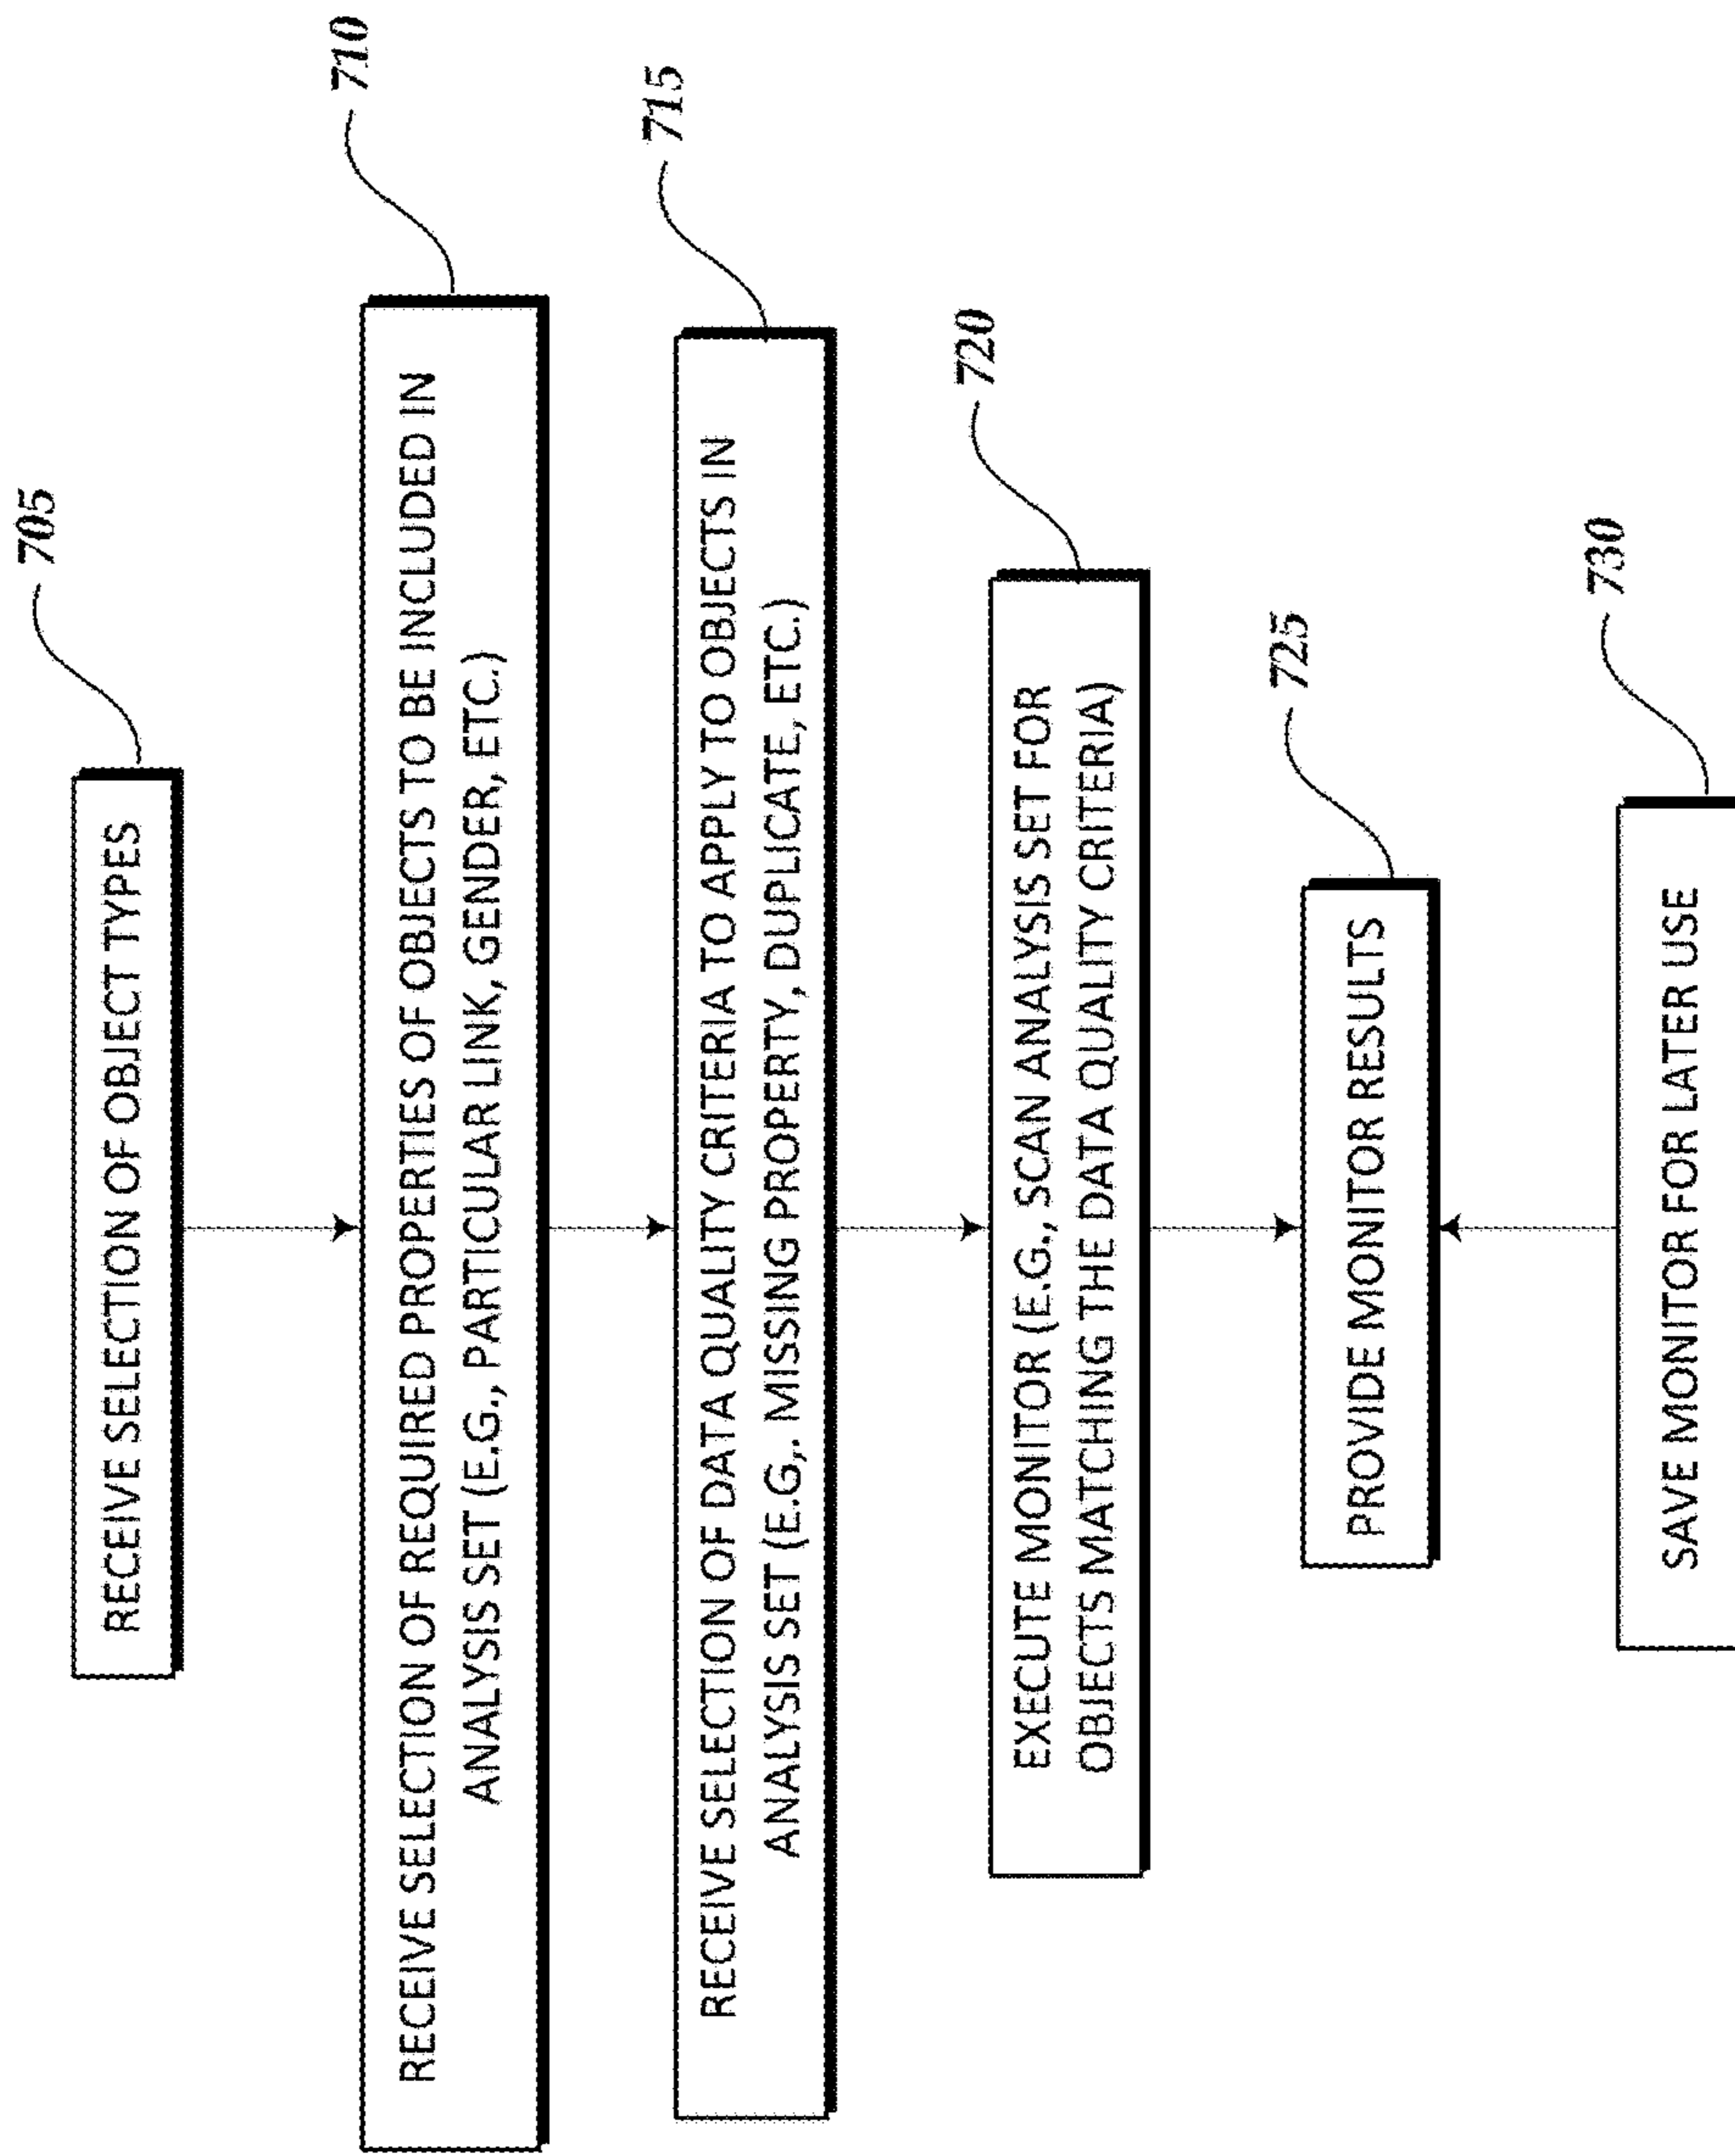 705
RECEIVE SELECTION OF OBJECT TYPES
710
RECEIVE SELECTION OF REQUIRED PROPERTIES OF OBJECTS TO BE INCLUDED IN
ANALYSIS SET (E.G., PARTICULAR LINK, GENDER, ETC.)
715
RECEIVE SELECTION OF DATA QUALITY CRITERIA TO APPLY TO OBJECTS IN
ANALYSIS SET (E.G,. MISSING PROPERTY, DUPLICATE, ETC.)
720
EXECUTE MONITOR (E.G., SCAN ANALYSIS SET FOR
OBJECTS MATCHING THE DATA QUALITY CRITERIA)
725
PROVIDE MONITOR RESULTS
730
SAVE MONITOR FOR LATER USE